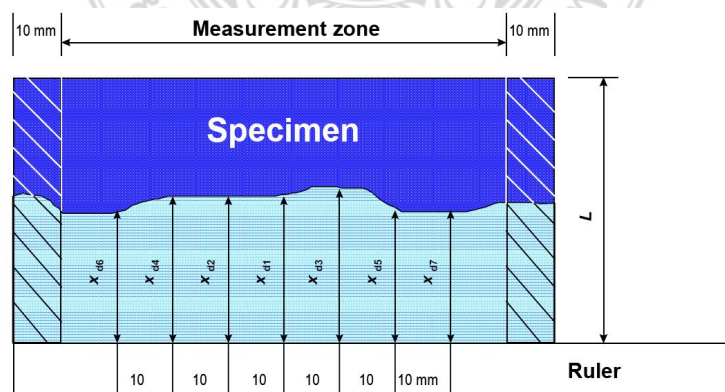 10 mm Measurement zone 10 mm
Specimen
L
x d6 x d4 x d2 x d1 x d3 x d5 x d7
10 10 10 10 10 10 mm
Ruler